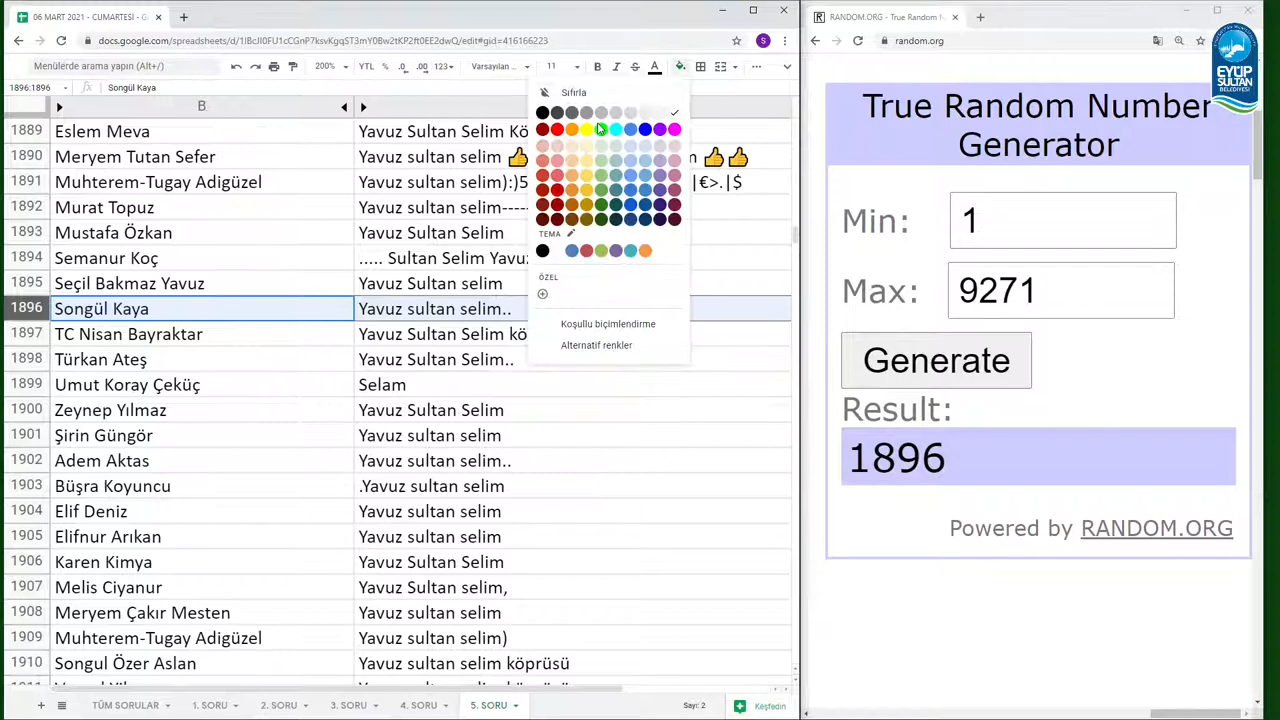 06 MART 2021 - CUMARTESİ - G
docs.google.com/spreadsheets/d/1IBcJI0FU1cCGnP7ksvKgqST3mY0Bw2tKP2ft0EE2dwQ/edit#gid=416166223
S
Menülerde arama yapın (Alt+/)
200%
YTL
%
.0
.00
123
Varsayılan ...
11
B
I
S
A
1896:1896
Songül Kaya
B
1889 Eslem Meva Yavuz Sultan Selim Kö
1890 Meryem Tutan Sefer Yavuz sultan selim 👍 m 👍👍
1891 Muhterem-Tugay Adigüzel Yavuz sultan selim):)5 |€>.|$
1892 Murat Topuz Yavuz sultan selim----
1893 Mustafa Özkan Yavuz Sultan Selim
1894 Semanur Koç ..... Sultan Selim Yavuz
1895 Seçil Bakmaz Yavuz Yavuz Sultan selim
1896 Songül Kaya Yavuz sultan selim..
1897 TC Nisan Bayraktar Yavuz Sultan Selim kö
1898 Türkan Ateş Yavuz Sultan Selim..
1899 Umut Koray Çeküç Selam
1900 Zeynep Yılmaz Yavuz Sultan Selim
1901 Şirin Güngör Yavuz Sultan selim
1902 Adem Aktas Yavuz Sultan selim..
1903 Büşra Koyuncu .Yavuz sultan selim
1904 Elif Deniz Yavuz Sultan selim
1905 Elifnur Arıkan Yavuz Sultan selim
1906 Karen Kimya Yavuz Sultan selim
1907 Melis Ciyanur Yavuz Sultan Selim,
1908 Meryem Çakır Mesten Yavuz sultan selim
1909 Muhterem-Tugay Adigüzel Yavuz sultan selim)
1910 Songul Özer Aslan Yavuz sultan selim köprüsü
Sıfırla
TEMA
ÖZEL
Koşullu biçimlendirme
Alternatif renkler
TÜM SORULAR
1. SORU
2. SORU
3. SORU
4. SORU
5. SORU
Sayı: 2
Keşfedin
RANDOM.ORG - True Random N
random.org
EYÜP
SULTAN
BELEDİYESİ
True Random Number
Generator
Min: 1
Max: 9271
Generate
Result:
1896
Powered by RANDOM.ORG